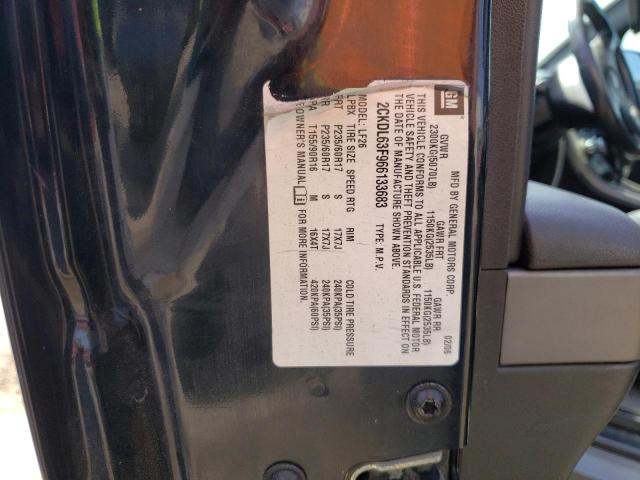 GM
MFD BY GENERAL MOTORS CORP 02/06
GVWR GAWR FRT GAWR RR
2300KG(5070LB) 1150KG(2535LB) 1150KG(2535LB)
THIS VEHICLE CONFORMS TO ALL APPLICABLE U.S. FEDERAL MOTOR
VEHICLE SAFETY AND THEFT PREVENTION STANDARDS IN EFFECT ON
THE DATE OF MANUFACTURE SHOWN ABOVE.
2CKDL63F966133683 TYPE: M.P.V.
MODEL: LF26
LPBX TIRE SIZE SPEED RTG RIM COLD TIRE PRESSURE
FRT P235/60R17 S 17X7J 240KPA(35PSI)
RR P235/60R17 S 17X7J 240KPA(35PSI)
SPA T155/90R16 M 16X4T 420KPA(60PSI)
OWNER'S MANUAL FOR MORE INFORMATION.